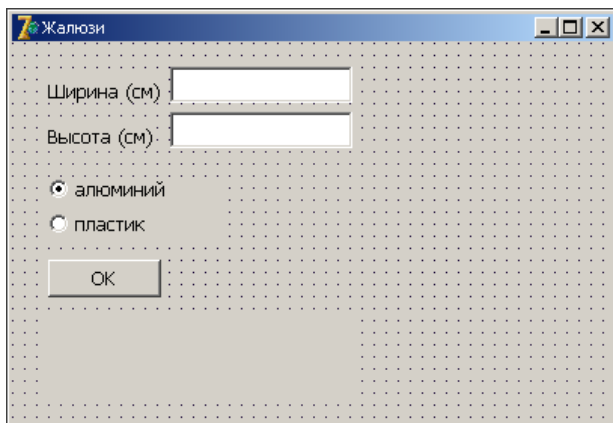 Жалюзи
Ширина (см)
Высота (см)
алюминий
пластик
OK